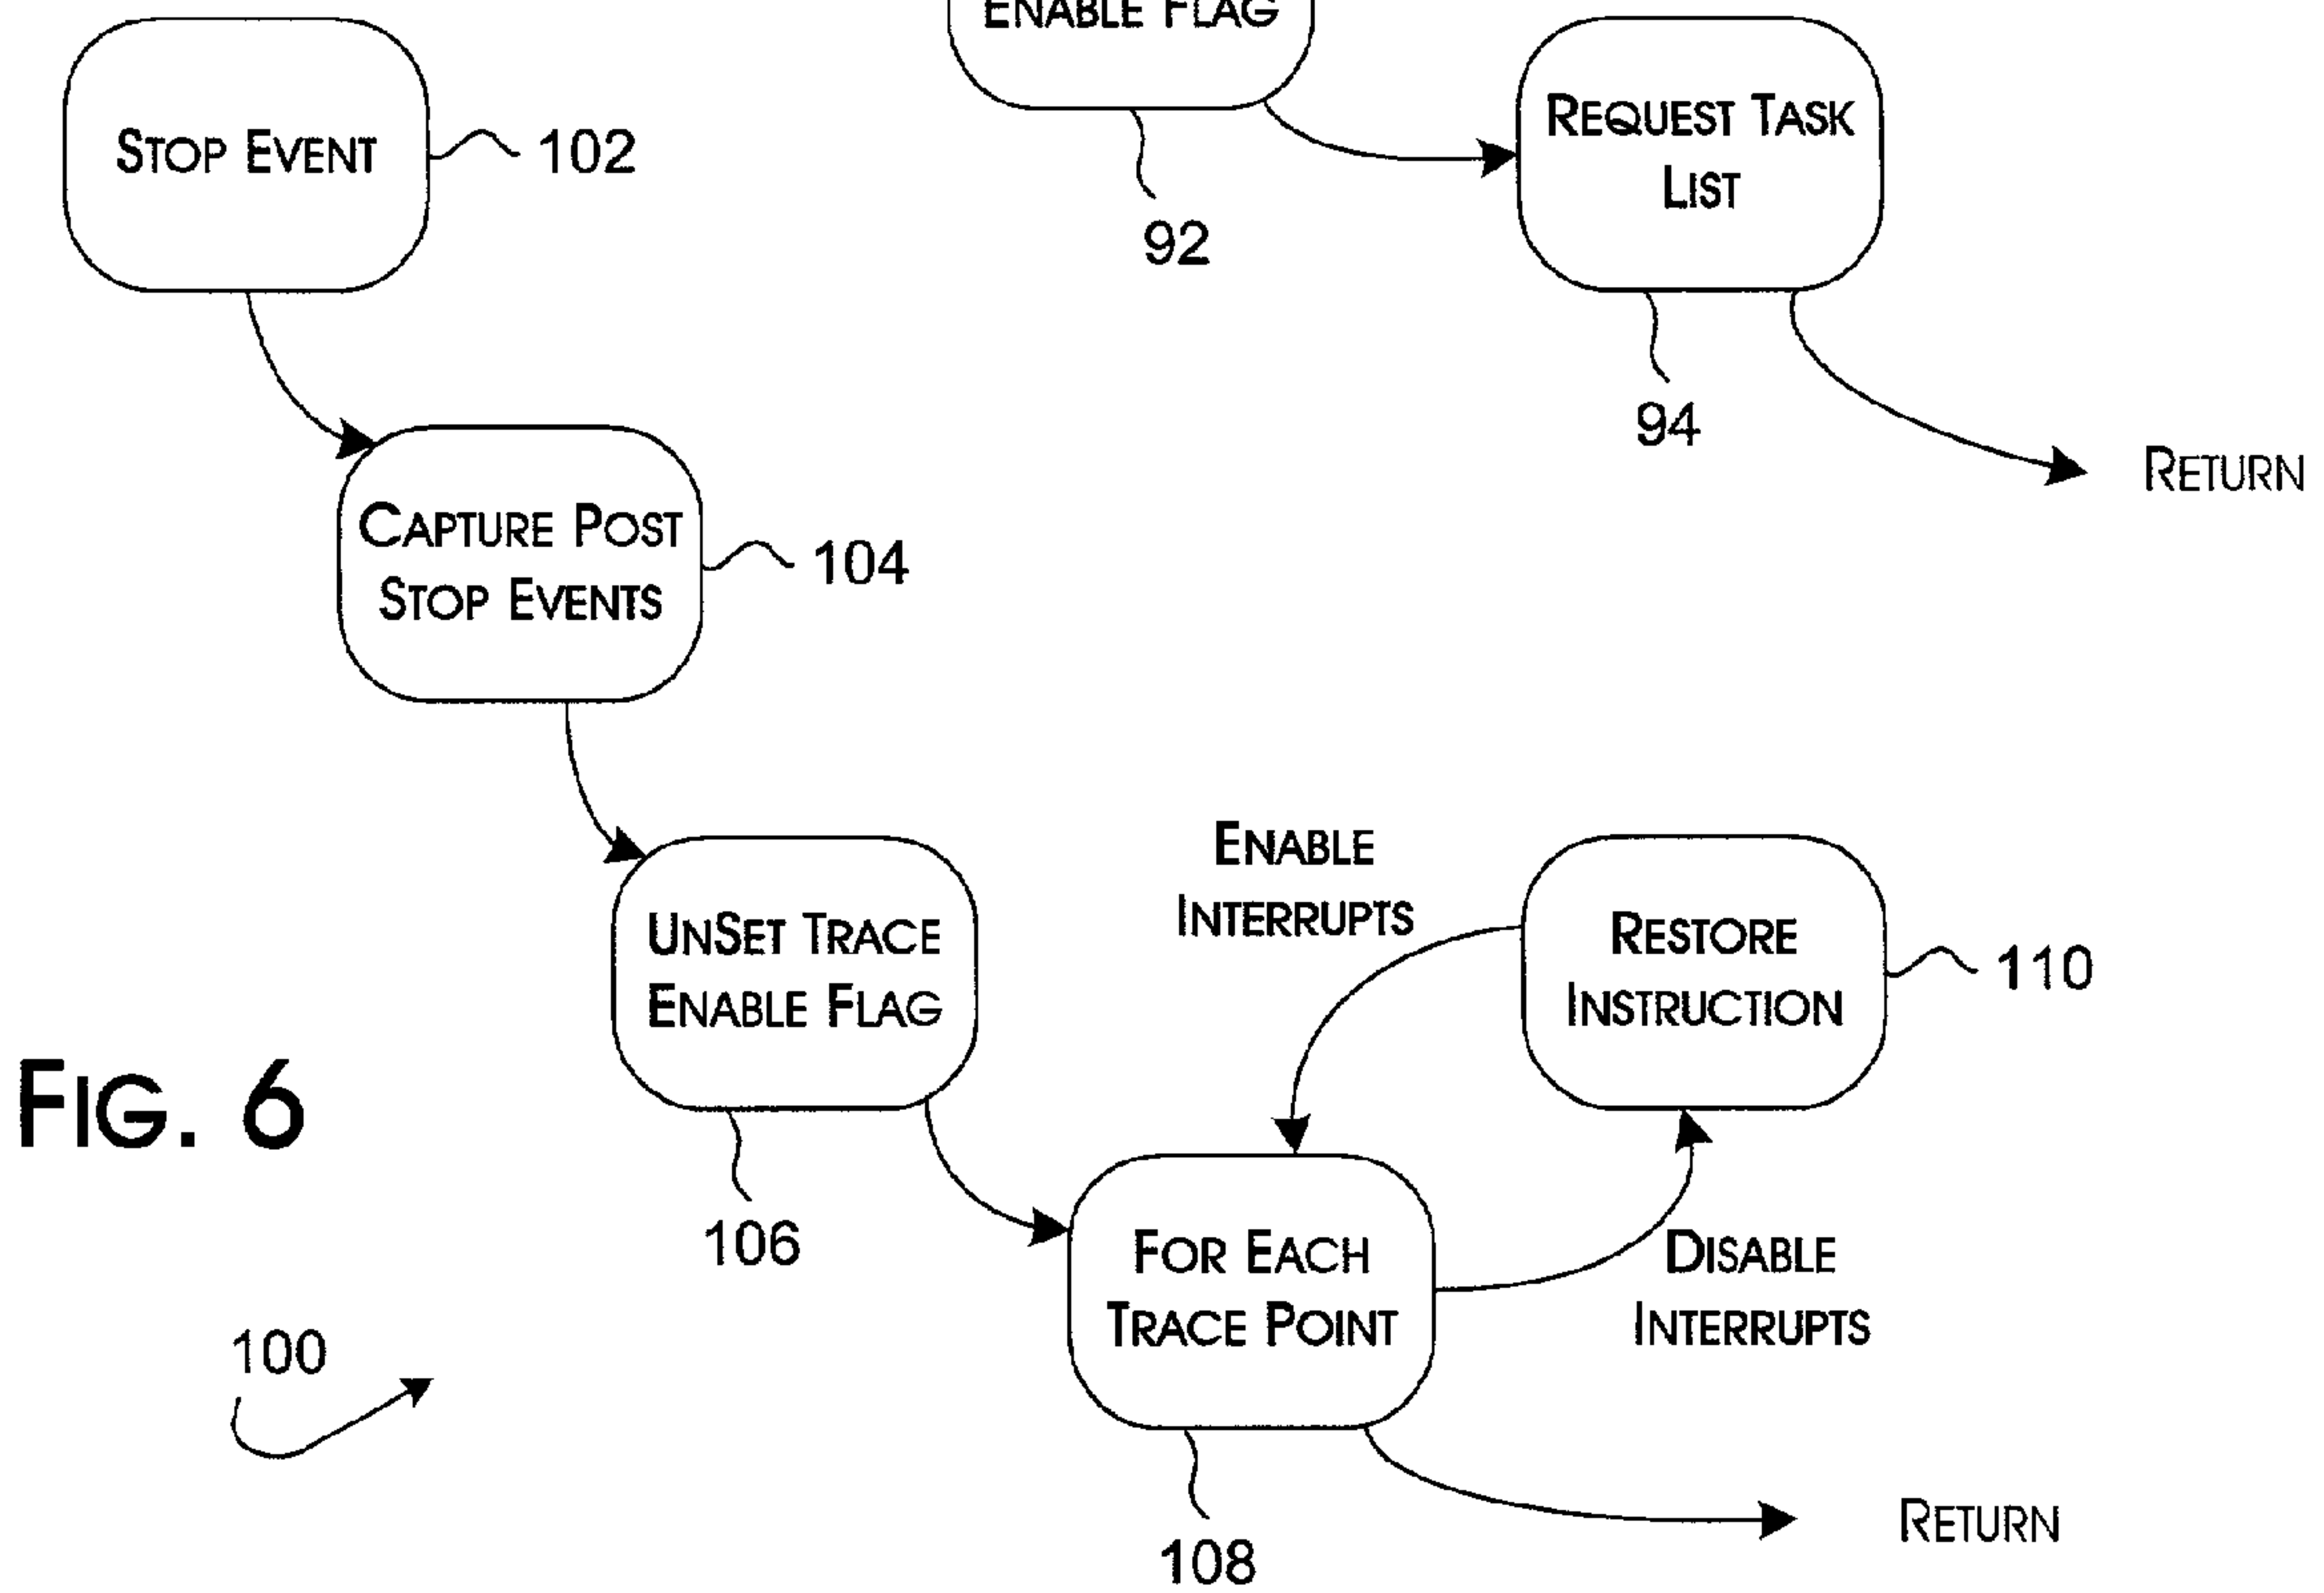 ENABLE FLAG
STOP EVENT
102
REQUEST TASK
LIST
92
94
RETURN
CAPTURE POST
STOP EVENTS
104
ENABLE
INTERRUPTS
UNSET TRACE
ENABLE FLAG
RESTORE
INSTRUCTION
110
FIG. 6
106
FOR EACH
TRACE POINT
DISABLE
INTERRUPTS
100
108
RETURN